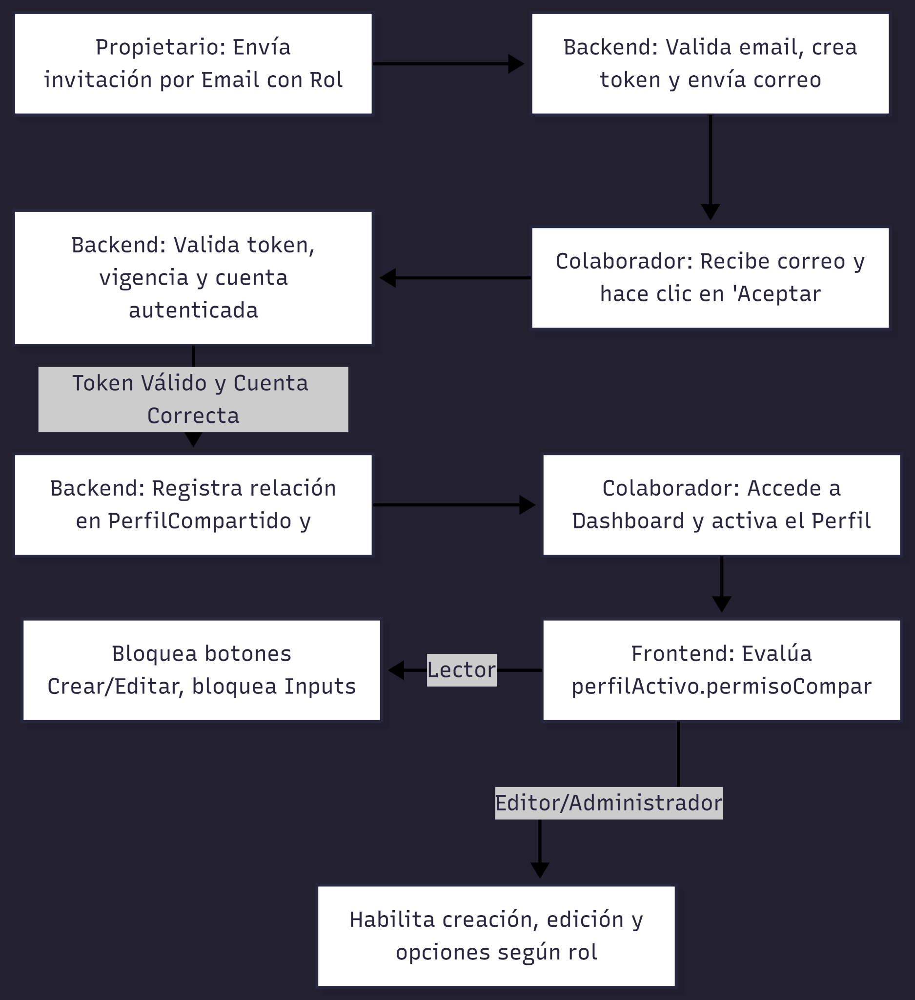 Propietario: Envía
invitación por Email con Rol
Backend: Valida email, crea
token y envía correo
Colaborador: Recibe correo y
hace clic en 'Aceptar
Backend: Valida token,
vigencia y cuenta
autenticada
Token Válido y Cuenta
Correcta
Backend: Registra relación
en PerfilCompartido y
Colaborador: Accede a
Dashboard y activa el Perfil
Frontend: Evalúa
perfilActivo.permisoCompar
Lector
Bloquea botones
Crear/Editar, bloquea Inputs
Editor/Administrador
Habilita creación, edición y
opciones según rol